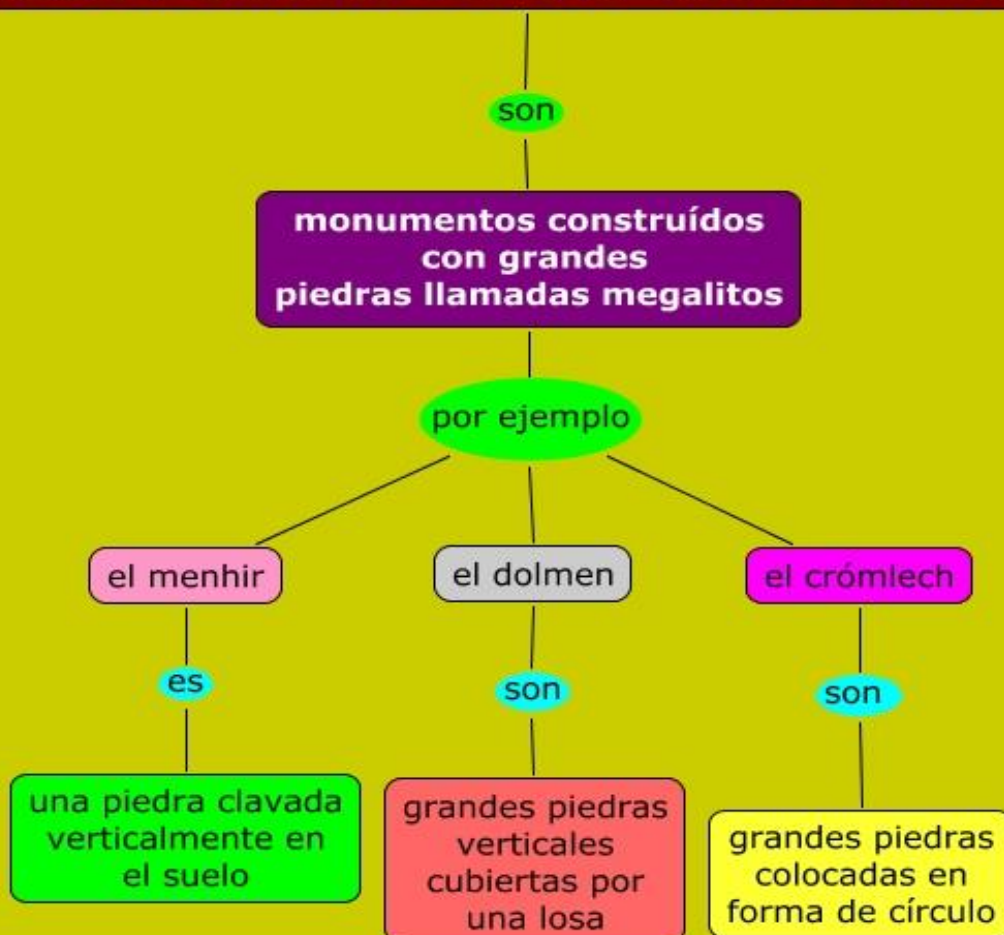 son
monumentos construídos
con grandes
piedras llamadas megalitos
por ejemplo
el menhir
el dolmen
el crómlech
es
son
son
una piedra clavada
verticalmente en
el suelo
grandes piedras
verticales
cubiertas por
una losa
grandes piedras
colocadas en
forma de círculo